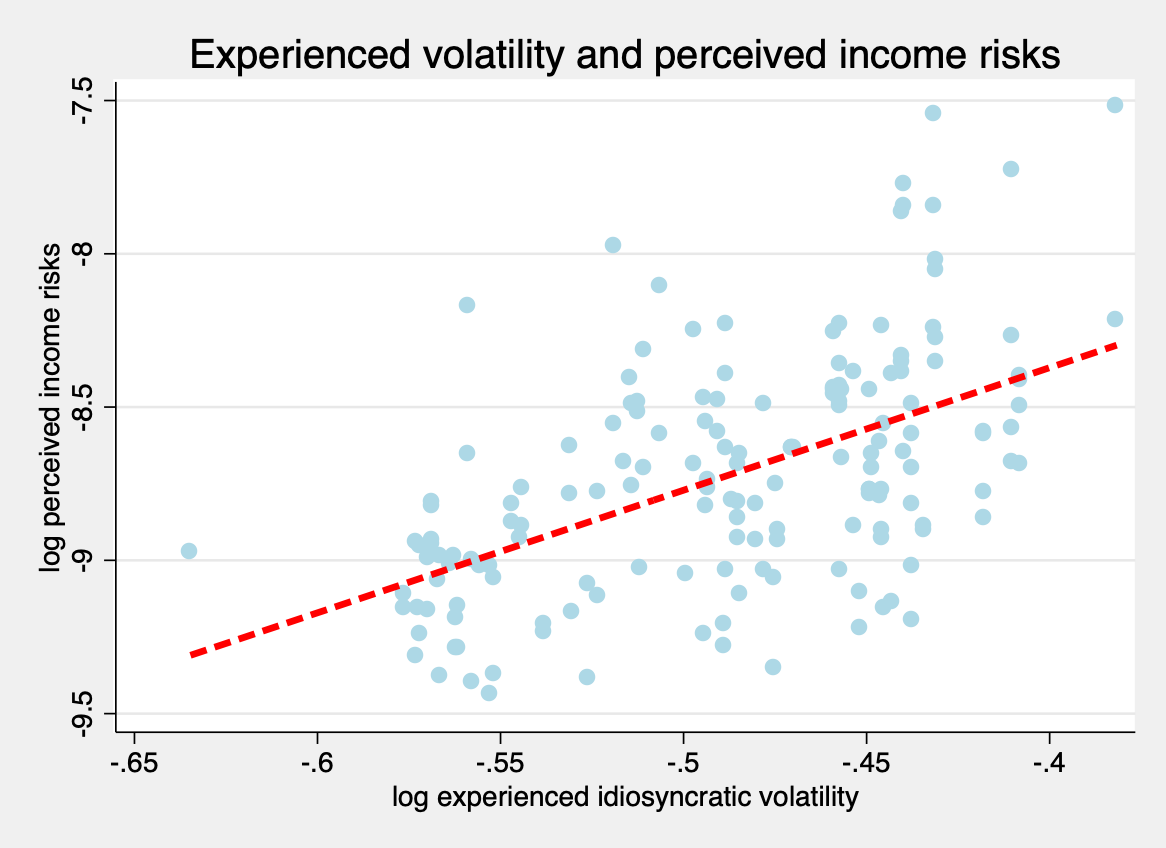 Experienced volatility and perceived income risks
log perceived income risks
-7.5
-8
-8.5
-9
-9.5
-.65 -.6 -.55 -.5 -.45 -.4
log experienced idiosyncratic volatility